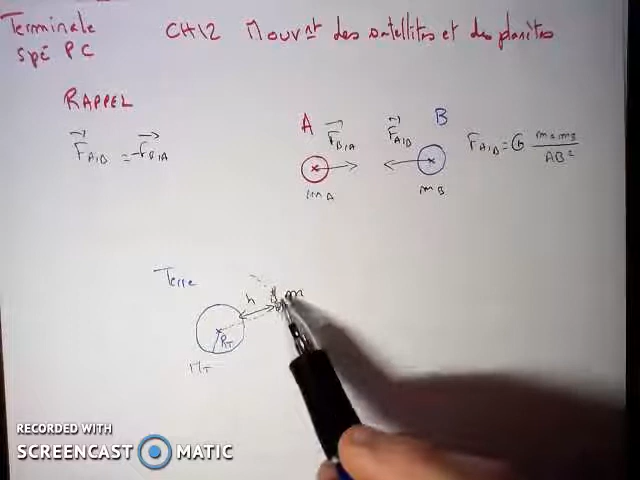 Terminale
spé PC
CH12 Mouvnt des satellites et des planètes
RAPPEL
F A/B = -F B/A
A
F B/A
mA
F A/B
B
mB
F A/B = G mA.mB / AB²
Terre
h
m
RT
MT
RECORDED WITH
SCREENCAST MATIC